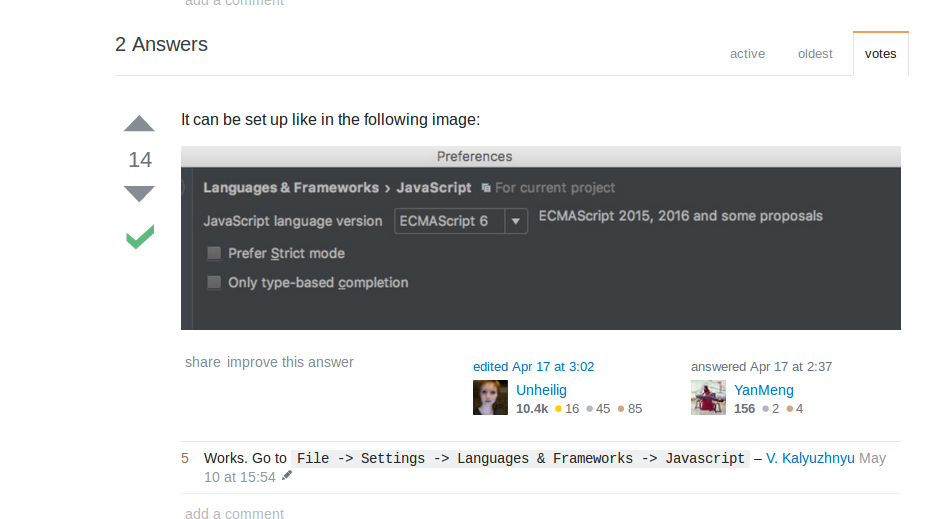 add a comment
2 Answers
active oldest votes
It can be set up like in the following image:
14
Preferences
Languages & Frameworks › JavaScript For current project
JavaScript language version ECMAScript 6 ECMAScript 2015, 2016 and some proposals
Prefer Strict mode
Only type-based completion
share improve this answer
edited Apr 17 at 3:02
Unheilig
10.4k 16 45 85
answered Apr 17 at 2:37
YanMeng
156 2 4
5 Works. Go to File -> Settings -> Languages & Frameworks -> Javascript – V. Kalyuzhnyu May
10 at 15:54
add a comment